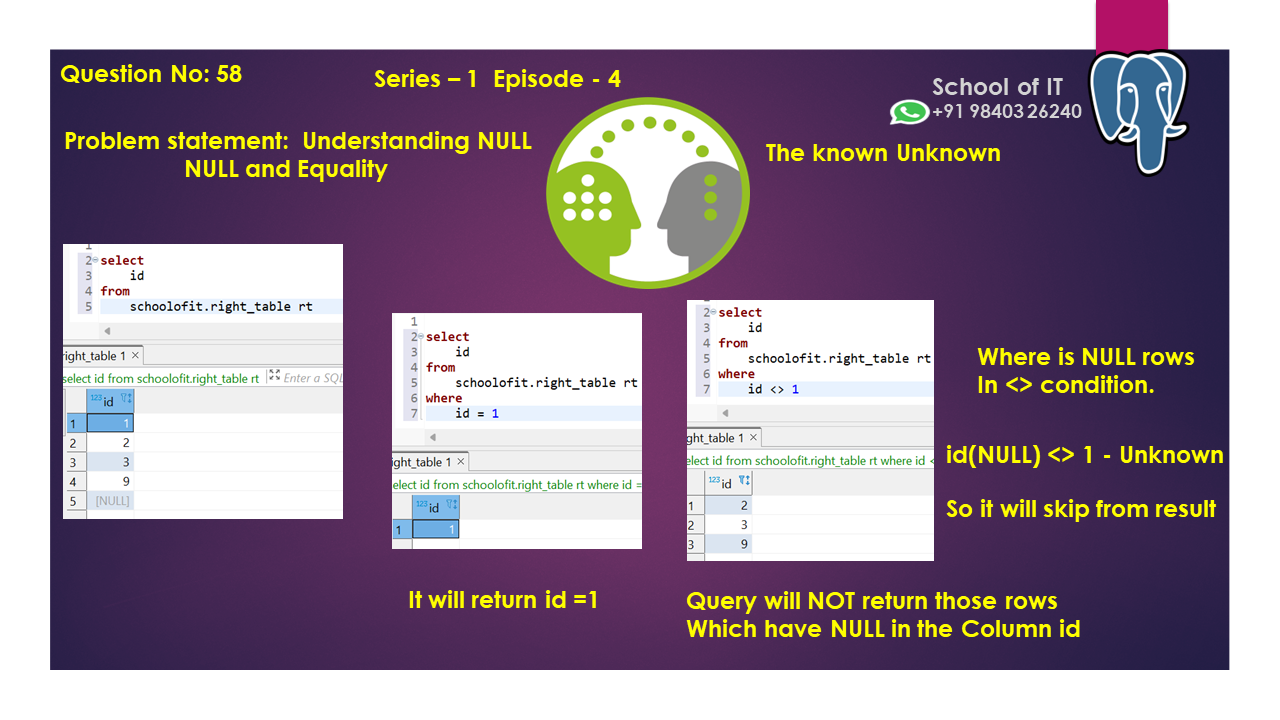 Question No: 58
Series – 1 Episode - 4
School of IT
+91 98403 26240
Problem statement: Understanding NULL
NULL and Equality
The known Unknown
1
2 select
3 id
4 from
5 schoolofit.right_table rt
right_table 1 ×
select id from schoolofit.right_table rt Enter a SQL
123 id
1 1
2 2
3 3
4 9
5 [NULL]
1
2 select
3 id
4 from
5 schoolofit.right_table rt
6 where
7 id = 1
ight_table 1 ×
elect id from schoolofit.right_table rt where id =
123 id
1 1
It will return id =1
2 select
3 id
4 from
5 schoolofit.right_table rt
6 where
7 id <> 1
ght_table 1 ×
elect id from schoolofit.right_table rt where id <
123 id
1 2
2 3
3 9
Query will NOT return those rows
Which have NULL in the Column id
Where is NULL rows
In <> condition.
id(NULL) <> 1 - Unknown
So it will skip from result